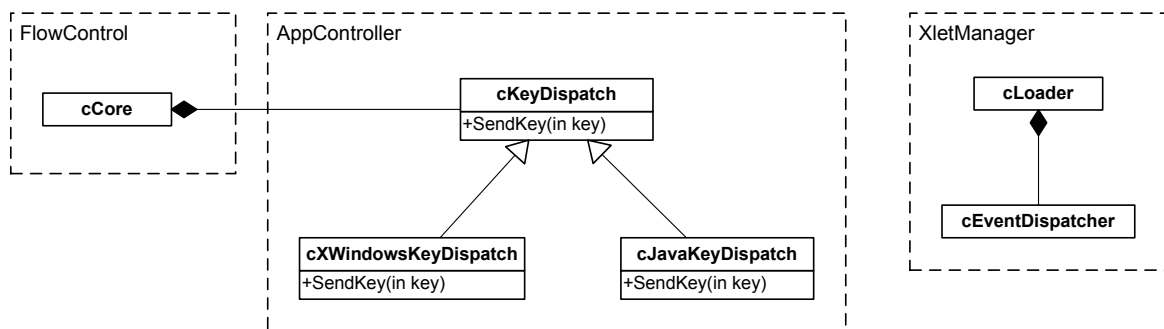 FlowControl
AppController
XletManager
cCore
cKeyDispatch
+SendKey(in key)
cLoader
cXWindowsKeyDispatch
+SendKey(in key)
cJavaKeyDispatch
+SendKey(in key)
cEventDispatcher